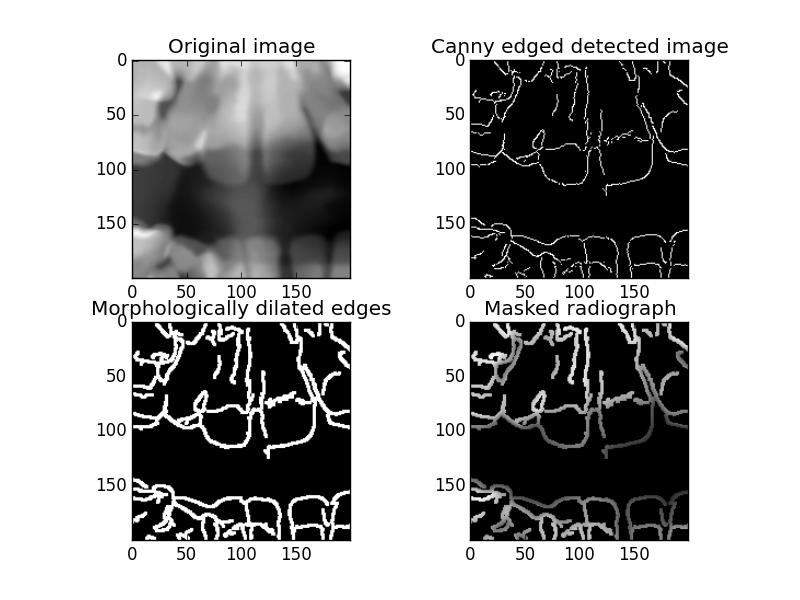 Original image
Canny edged detected image
0
50
100
150
0 50 100 150
0
50
100
150
0 50 100 150
Morphologically dilated edges
Masked radiograph
0
50
100
150
0 50 100 150
0
50
100
150
0 50 100 150